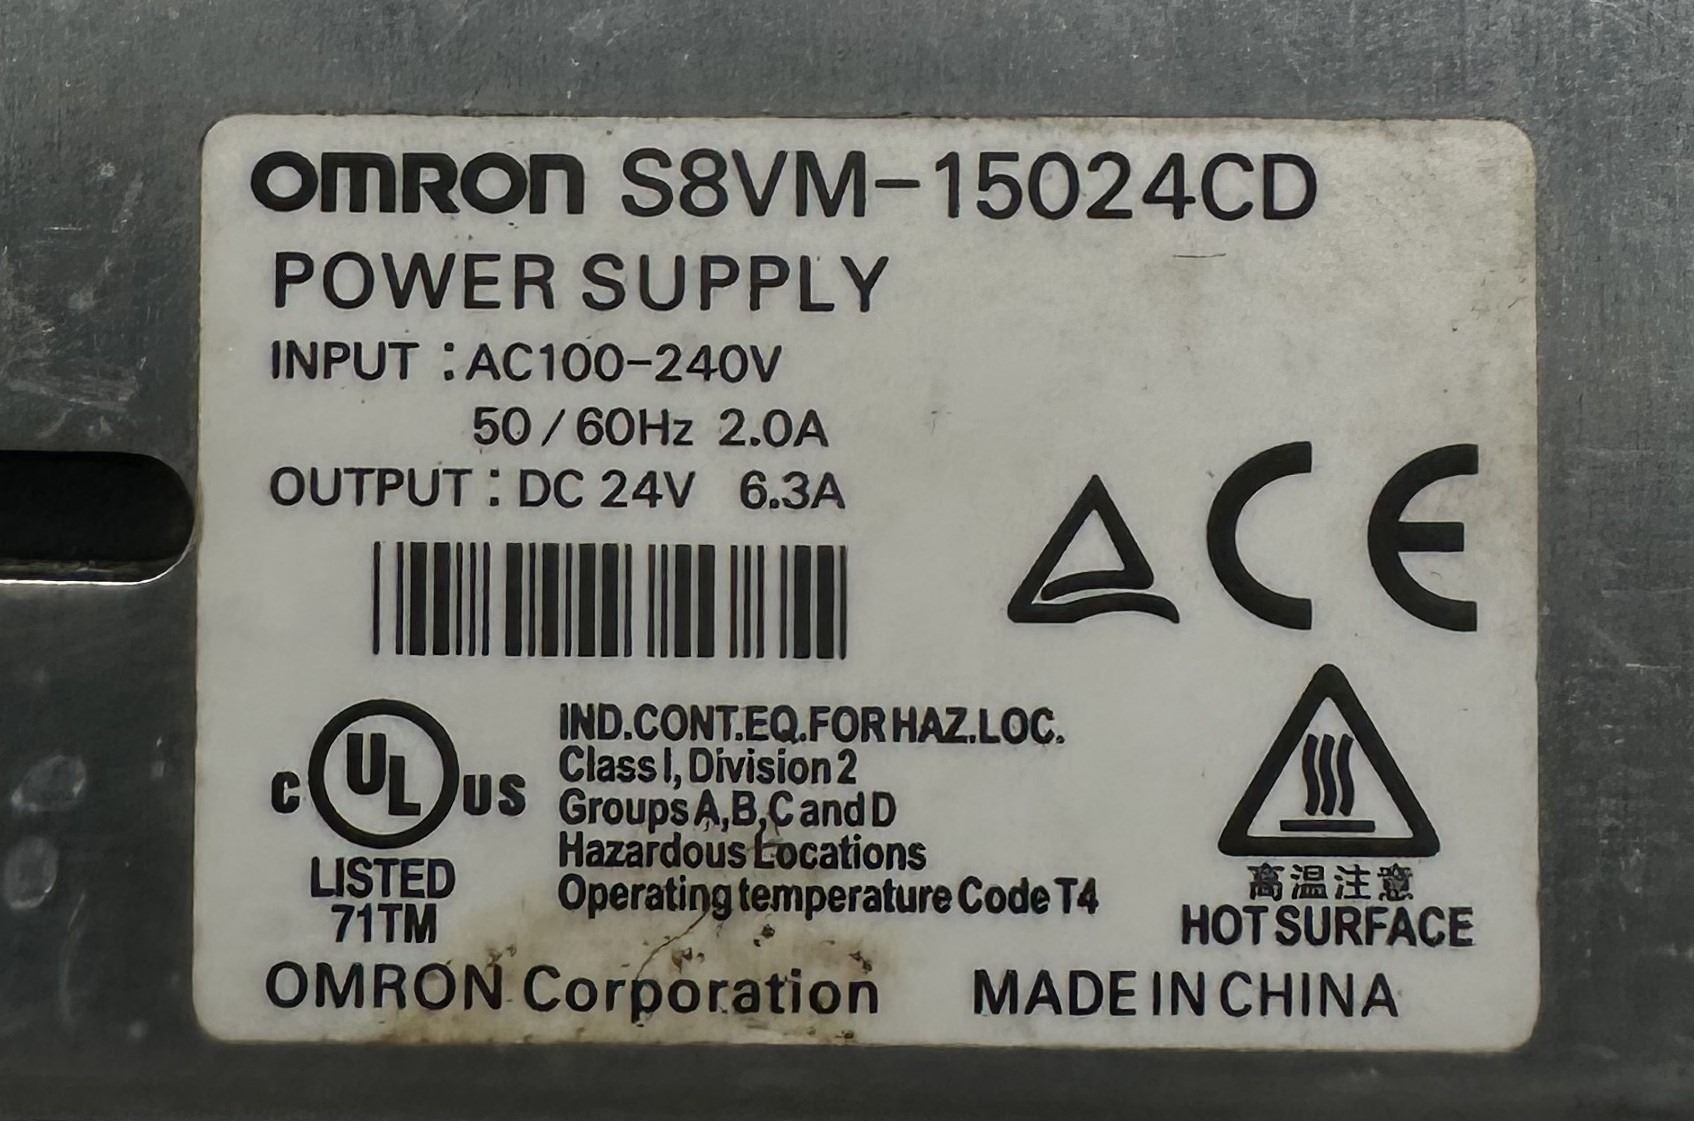 OMRON S8VM-15024CD
POWER SUPPLY
INPUT : AC100-240V
50/60Hz 2.0A
OUTPUT : DC 24V 6.3A
CE
C UL US
LISTED
71TM
IND.CONT.EQ.FOR HAZ.LOC.
Class I, Division 2
Groups A,B,C and D
Hazardous Locations
Operating temperature Code T4
高温注意
HOT SURFACE
OMRON Corporation MADE IN CHINA